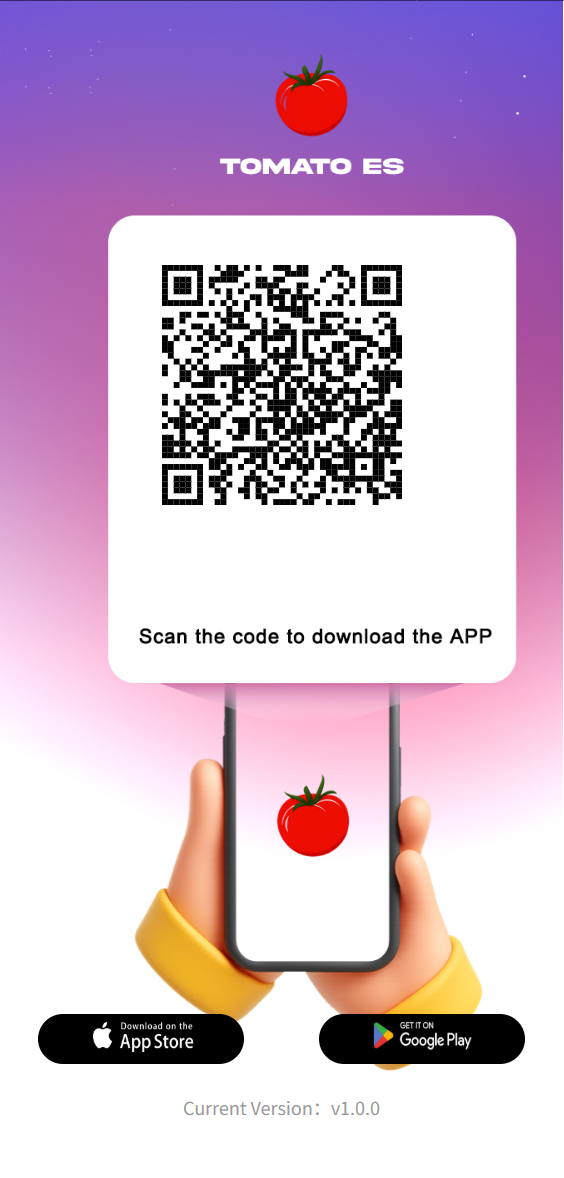 TOMATO ES
Scan the code to download the APP
Download on the
App Store
GET IT ON
Google Play
Current Version：v1.0.0